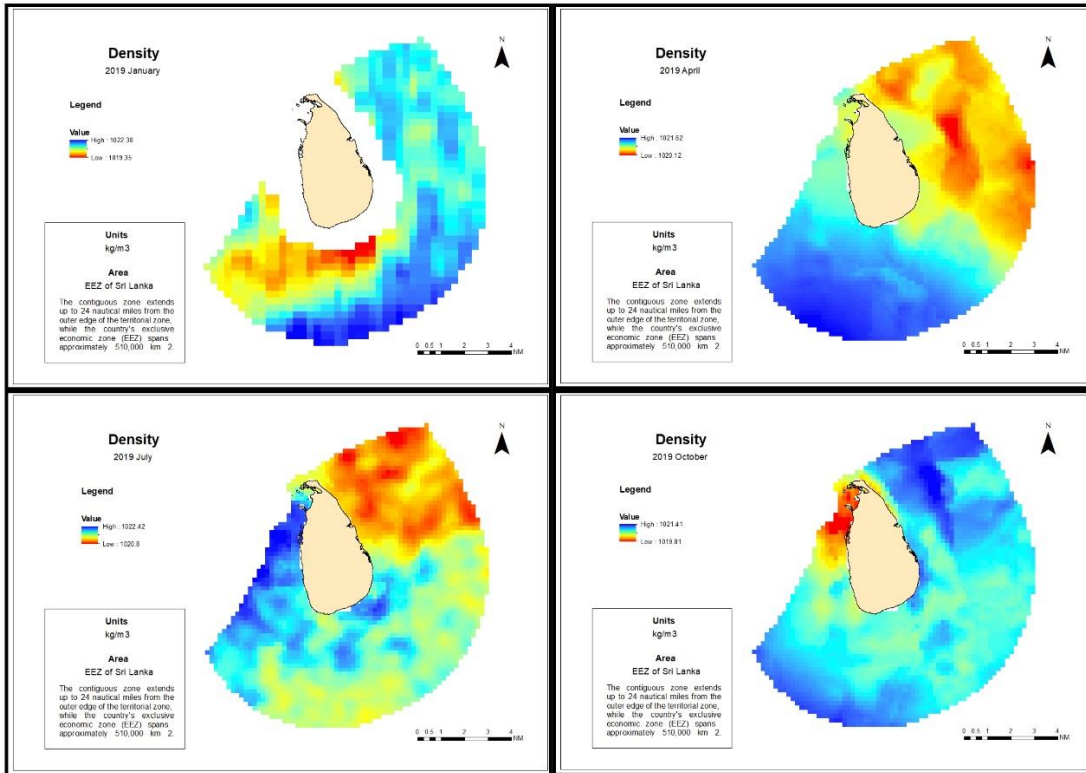 Density
2019 January
N
Legend
Value
High : 1022.38
Low : 1019.35
Units
kg/m3
Area
EEZ of Sri Lanka
The contiguous zone extends
up to 24 nautical miles from the
outer edge of the territorial zone,
while the country's exclusive
economic zone (EEZ) spans
approximately 510,000 km 2.
0 0.5 1 2 3 4
NM
Density
2019 April
N
Legend
Value
High : 1021.62
Low : 1020.12
Units
kg/m3
Area
EEZ of Sri Lanka
The contiguous zone extends
up to 24 nautical miles from the
outer edge of the territorial zone,
while the country's exclusive
economic zone (EEZ) spans
approximately 510,000 km 2.
0 0.5 1 2 3 4
NM
Density
2019 July
N
Legend
Value
High : 1022.42
Low : 1020.8
Units
kg/m3
Area
EEZ of Sri Lanka
The contiguous zone extends
up to 24 nautical miles from the
outer edge of the territorial zone,
while the country's exclusive
economic zone (EEZ) spans
approximately 510,000 km 2.
0 0.5 1 2 3 4
NM
Density
2019 October
N
Legend
Value
High : 1021.41
Low : 1019.81
Units
kg/m3
Area
EEZ of Sri Lanka
The contiguous zone extends
up to 24 nautical miles from the
outer edge of the territorial zone,
while the country's exclusive
economic zone (EEZ) spans
approximately 510,000 km 2.
0 0.5 1 2 3 4
NM